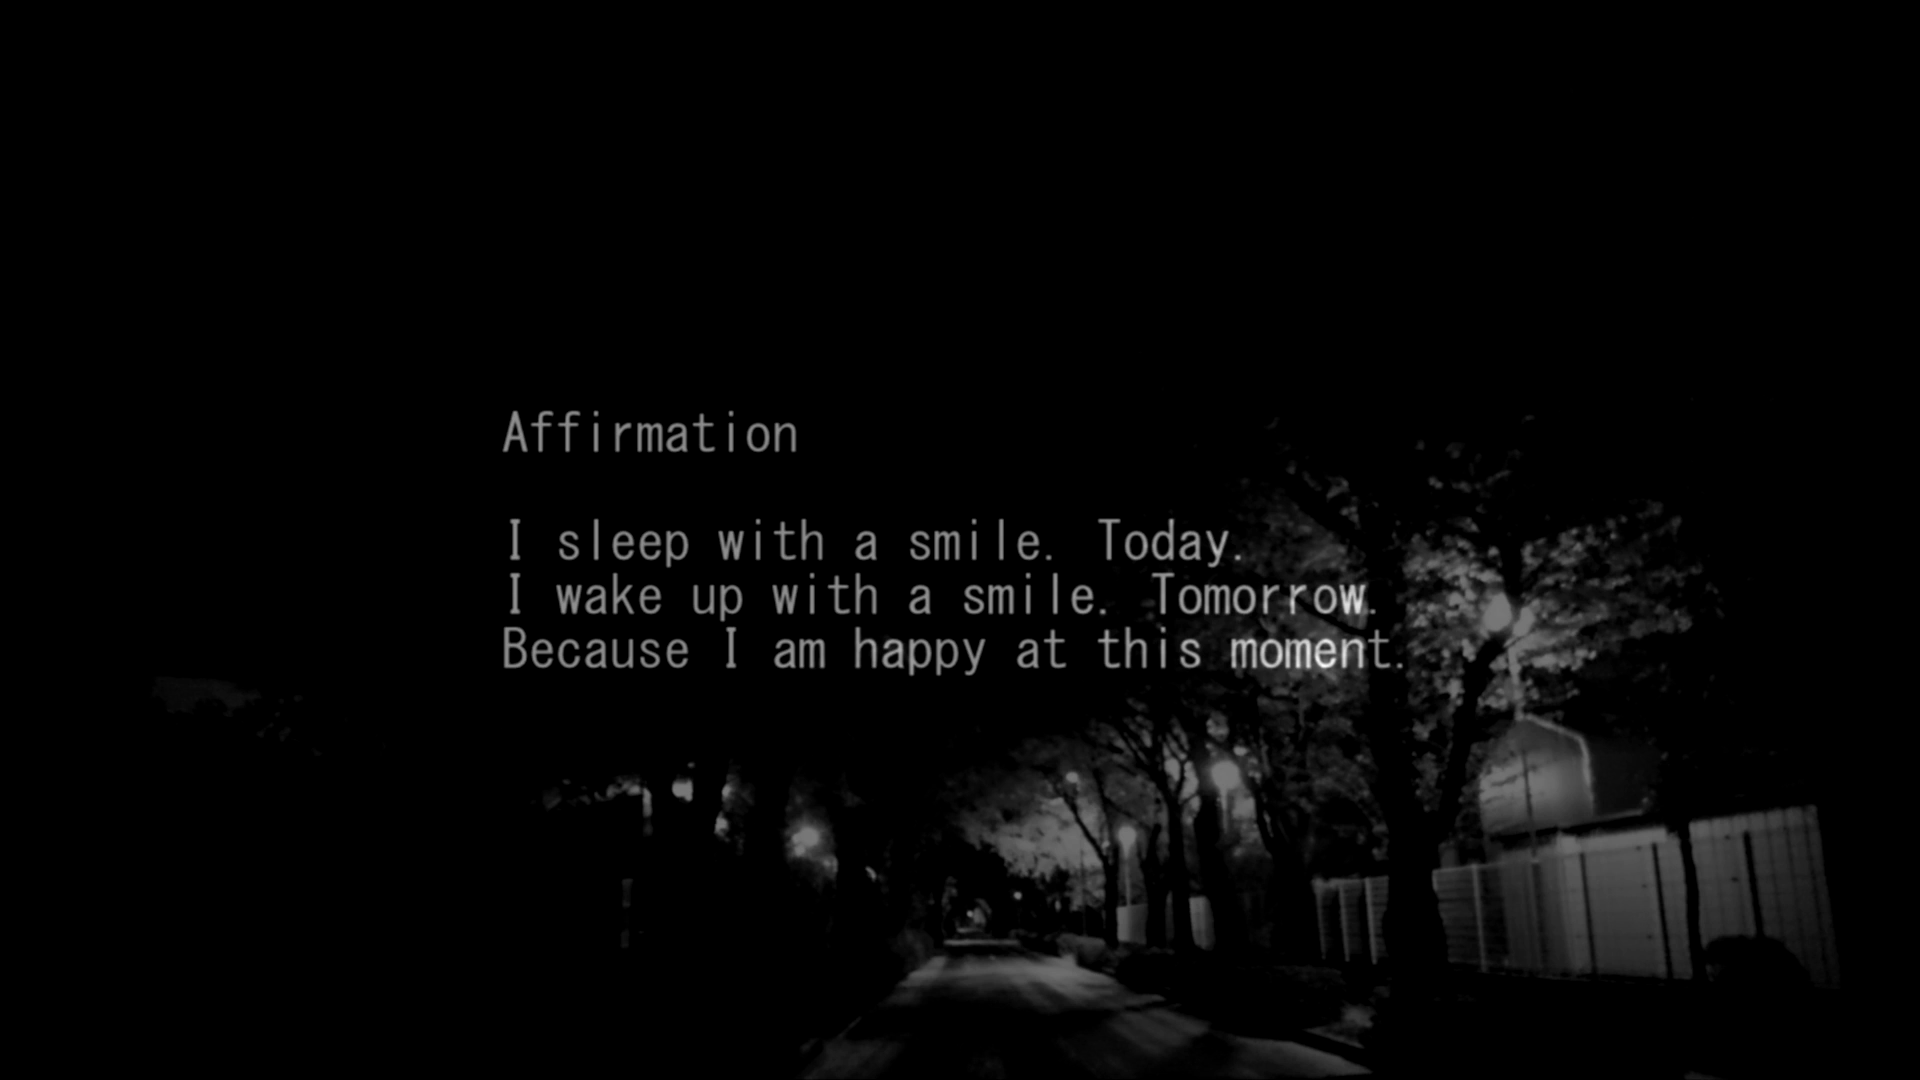 Affirmation
I sleep with a smile. Today.
I wake up with a smile. Tomorrow.
Because I am happy at this moment.